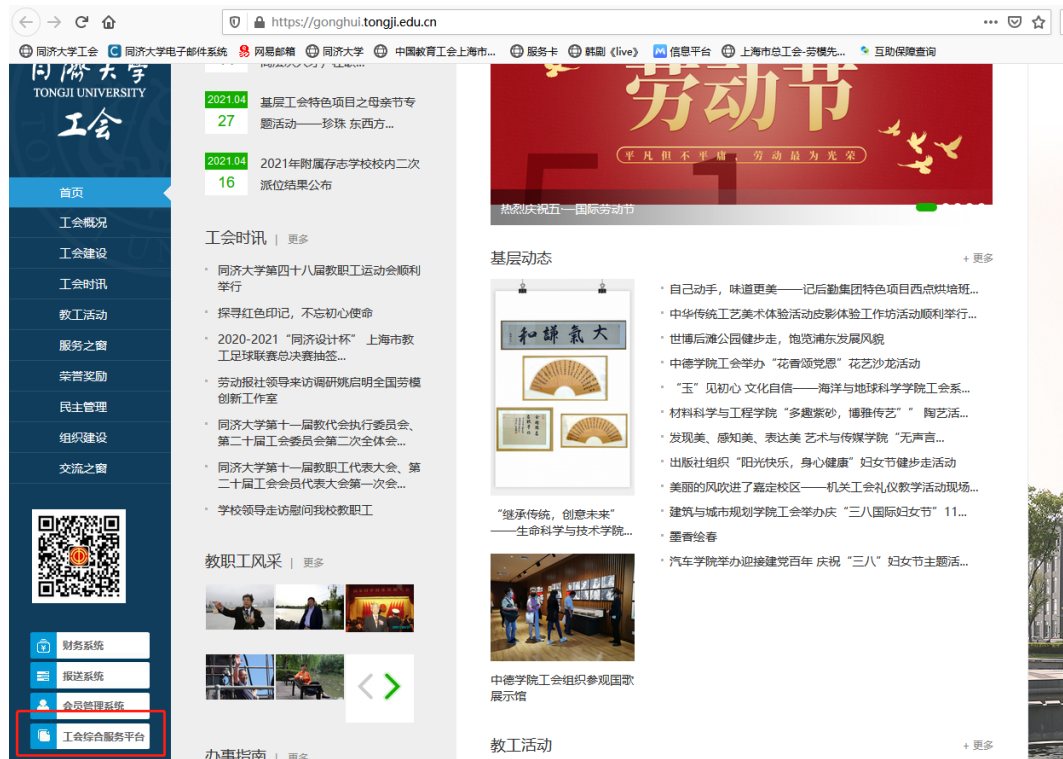 https://gonghui.tongji.edu.cn
同济大学工会
同济大学电子邮件系统
网易邮箱
同济大学
中国教育工会上海市...
服务卡
韩剧《live》
信息平台
上海市总工会-劳模先...
互助保障查询
同濟大學
TONGJI UNIVERSITY
工会
首页
工会概况
工会建设
工会时讯
教工活动
服务之窗
荣誉奖励
民主管理
组织建设
交流之窗
财务系统
报送系统
会员管理系统
工会综合服务平台
2021.04
27
基层工会特色项目之母亲节专
题活动——珍珠 东西方...
2021.04
16
2021年附属存志学校校内二次
派位结果公布
工会时讯 | 更多
同济大学第四十八届教职工运动会顺利
举行
探寻红色印记，不忘初心使命
2020-2021“同济设计杯” 上海市教
工足球联赛总决赛抽签...
劳动报社领导来访调研姚启明全国劳模
创新工作室
同济大学第十一届教代会执行委员会、
第二十届工会委员会第二次全体会...
同济大学第十一届教职工代表大会、第
二十届工会会员代表大会第一次会...
学校领导走访慰问我校教职工
教职工风采 | 更多
办事指南 | 更多
劳动节
平凡但不平庸，劳动最为光荣
热烈庆祝五一国际劳动节
基层动态
+ 更多
大氣謙和
“继承传统，创意未来”
——生命科学与技术学院...
中德学院工会组织参观国歌
展示馆
自己动手，味道更美——记后勤集团特色项目西点烘培班...
中华传统工艺美术体验活动皮影体验工作坊活动顺利举行...
世博后滩公园健步走，饱览浦东发展风貌
中德学院工会举办“花香颂党恩”花艺沙龙活动
“玉”见初心 文化自信——海洋与地球科学学院工会系...
材料科学与工程学院“多趣紫砂，博雅传艺”” 陶艺活...
发现美、感知美、表达美 艺术与传媒学院“无声言...
出版社组织“阳光快乐，身心健康”妇女节健步走活动
美丽的风吹进了嘉定校区——机关工会礼仪教学活动现场...
建筑与城市规划学院工会举办庆“三八国际妇女节”11...
墨香绘春
汽车学院举办迎接建党百年 庆祝“三八”妇女节主题活...
教工活动
+ 更多